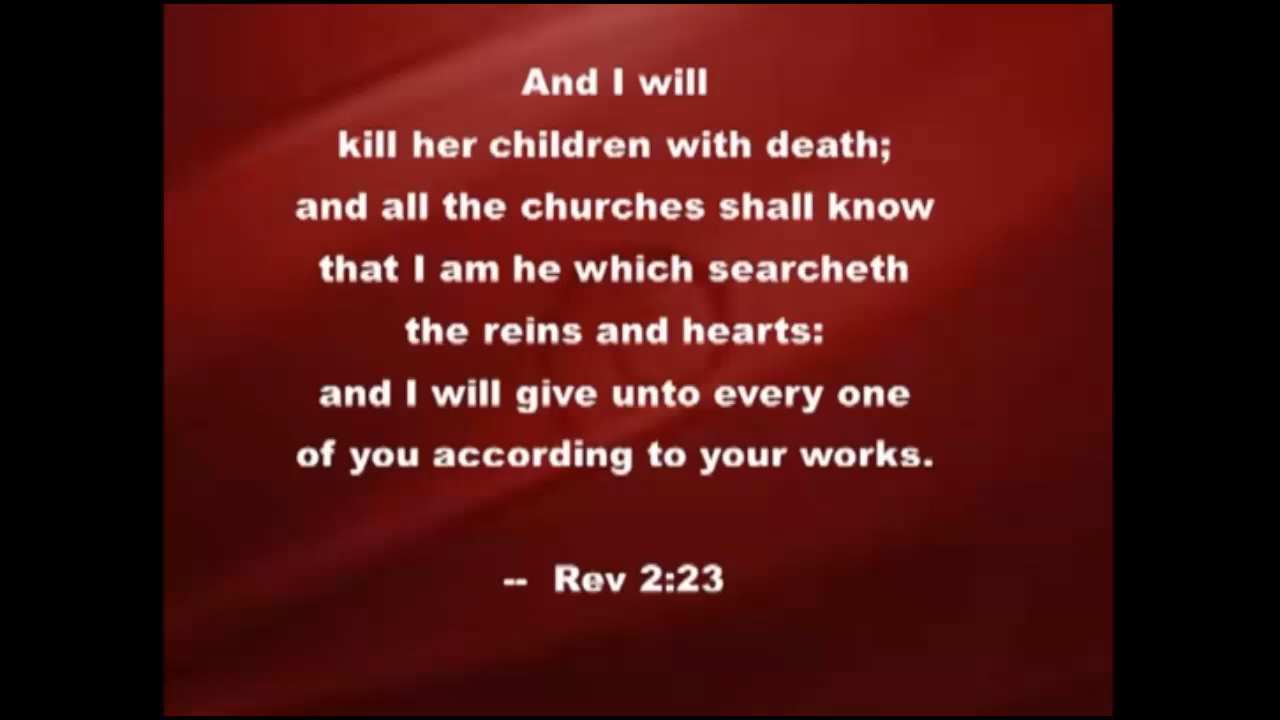 And I will
kill her children with death;
and all the churches shall know
that I am he which searcheth
the reins and hearts:
and I will give unto every one
of you according to your works.
-- Rev 2:23